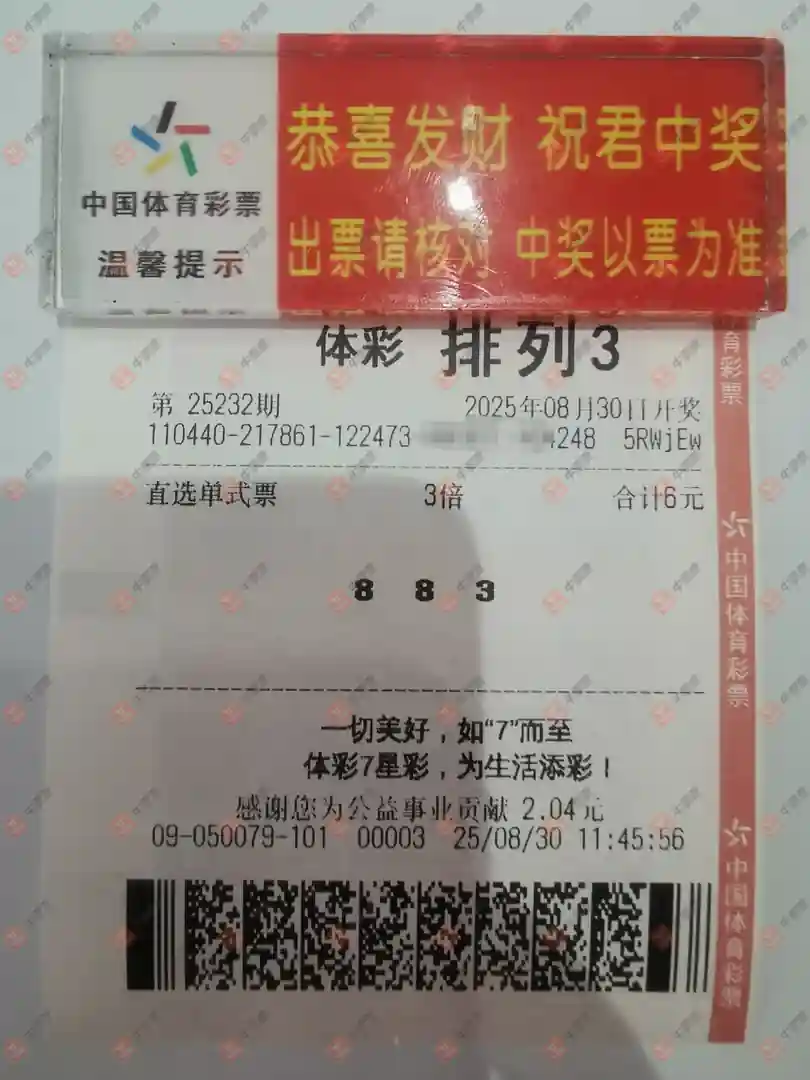 恭喜发财 祝君中奖
中国体育彩票
出票请核对 中奖以票为准
温馨提示
体彩 排列3
第 25232期 2025年08月30日开奖
110440-217861-122473 4248 5RWjEw
直选单式票 3倍 合计6元
8 8 3
一切美好，如“7”而至
体彩7星彩，为生活添彩！
感谢您为公益事业贡献 2.04元
09-050079-101 00003 25/08/30 11:45:56
育彩票
中国体育彩票
中国体育彩票